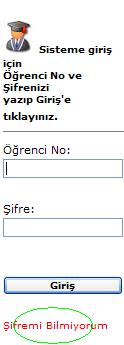 Sisteme giriş
için
Öğrenci No ve
Şifrenizi
yazıp Giriş'e
tıklayınız.
Öğrenci No:
Şifre:
Giriş
Şifremi Bilmiyorum